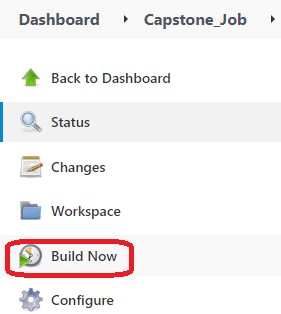 Dashboard Capstone_Job
Back to Dashboard
Status
Changes
Workspace
Build Now
Configure